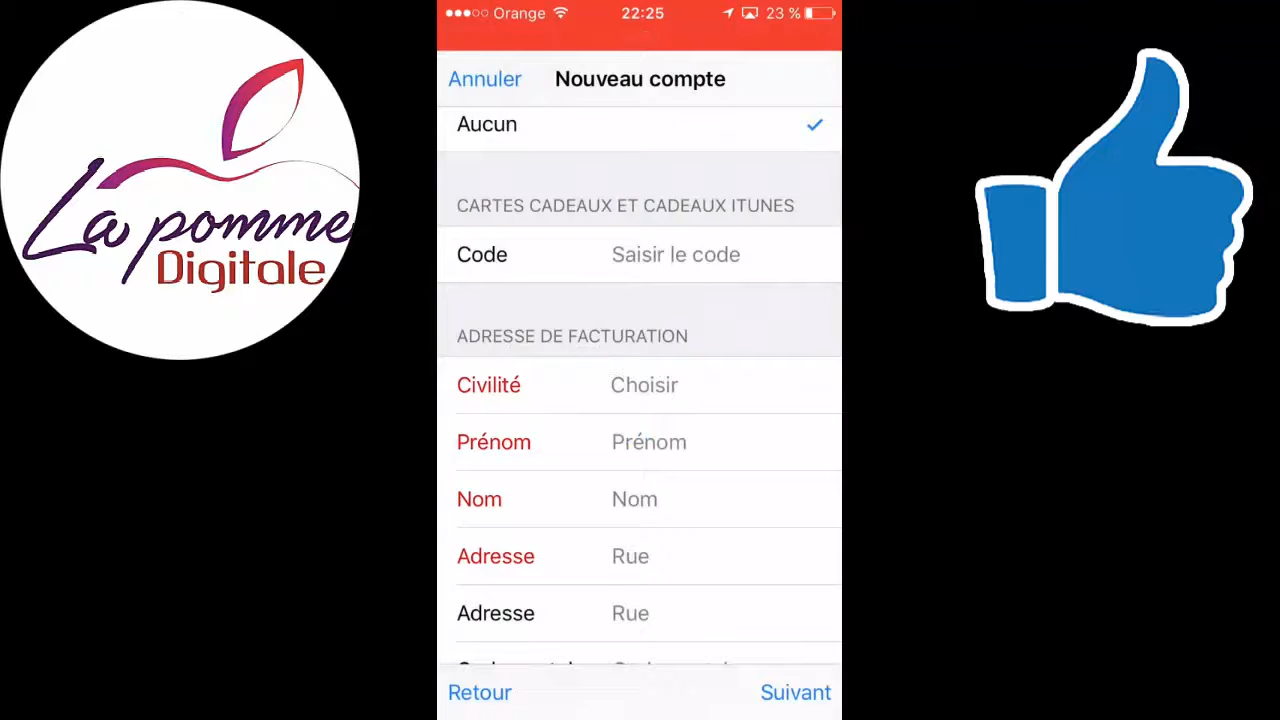 La pomme
Digitale
Orange 22:25 23 %
Annuler Nouveau compte
Aucun
CARTES CADEAUX ET CADEAUX ITUNES
Code Saisir le code
ADRESSE DE FACTURATION
Civilité Choisir
Prénom Prénom
Nom Nom
Adresse Rue
Adresse Rue
Retour Suivant